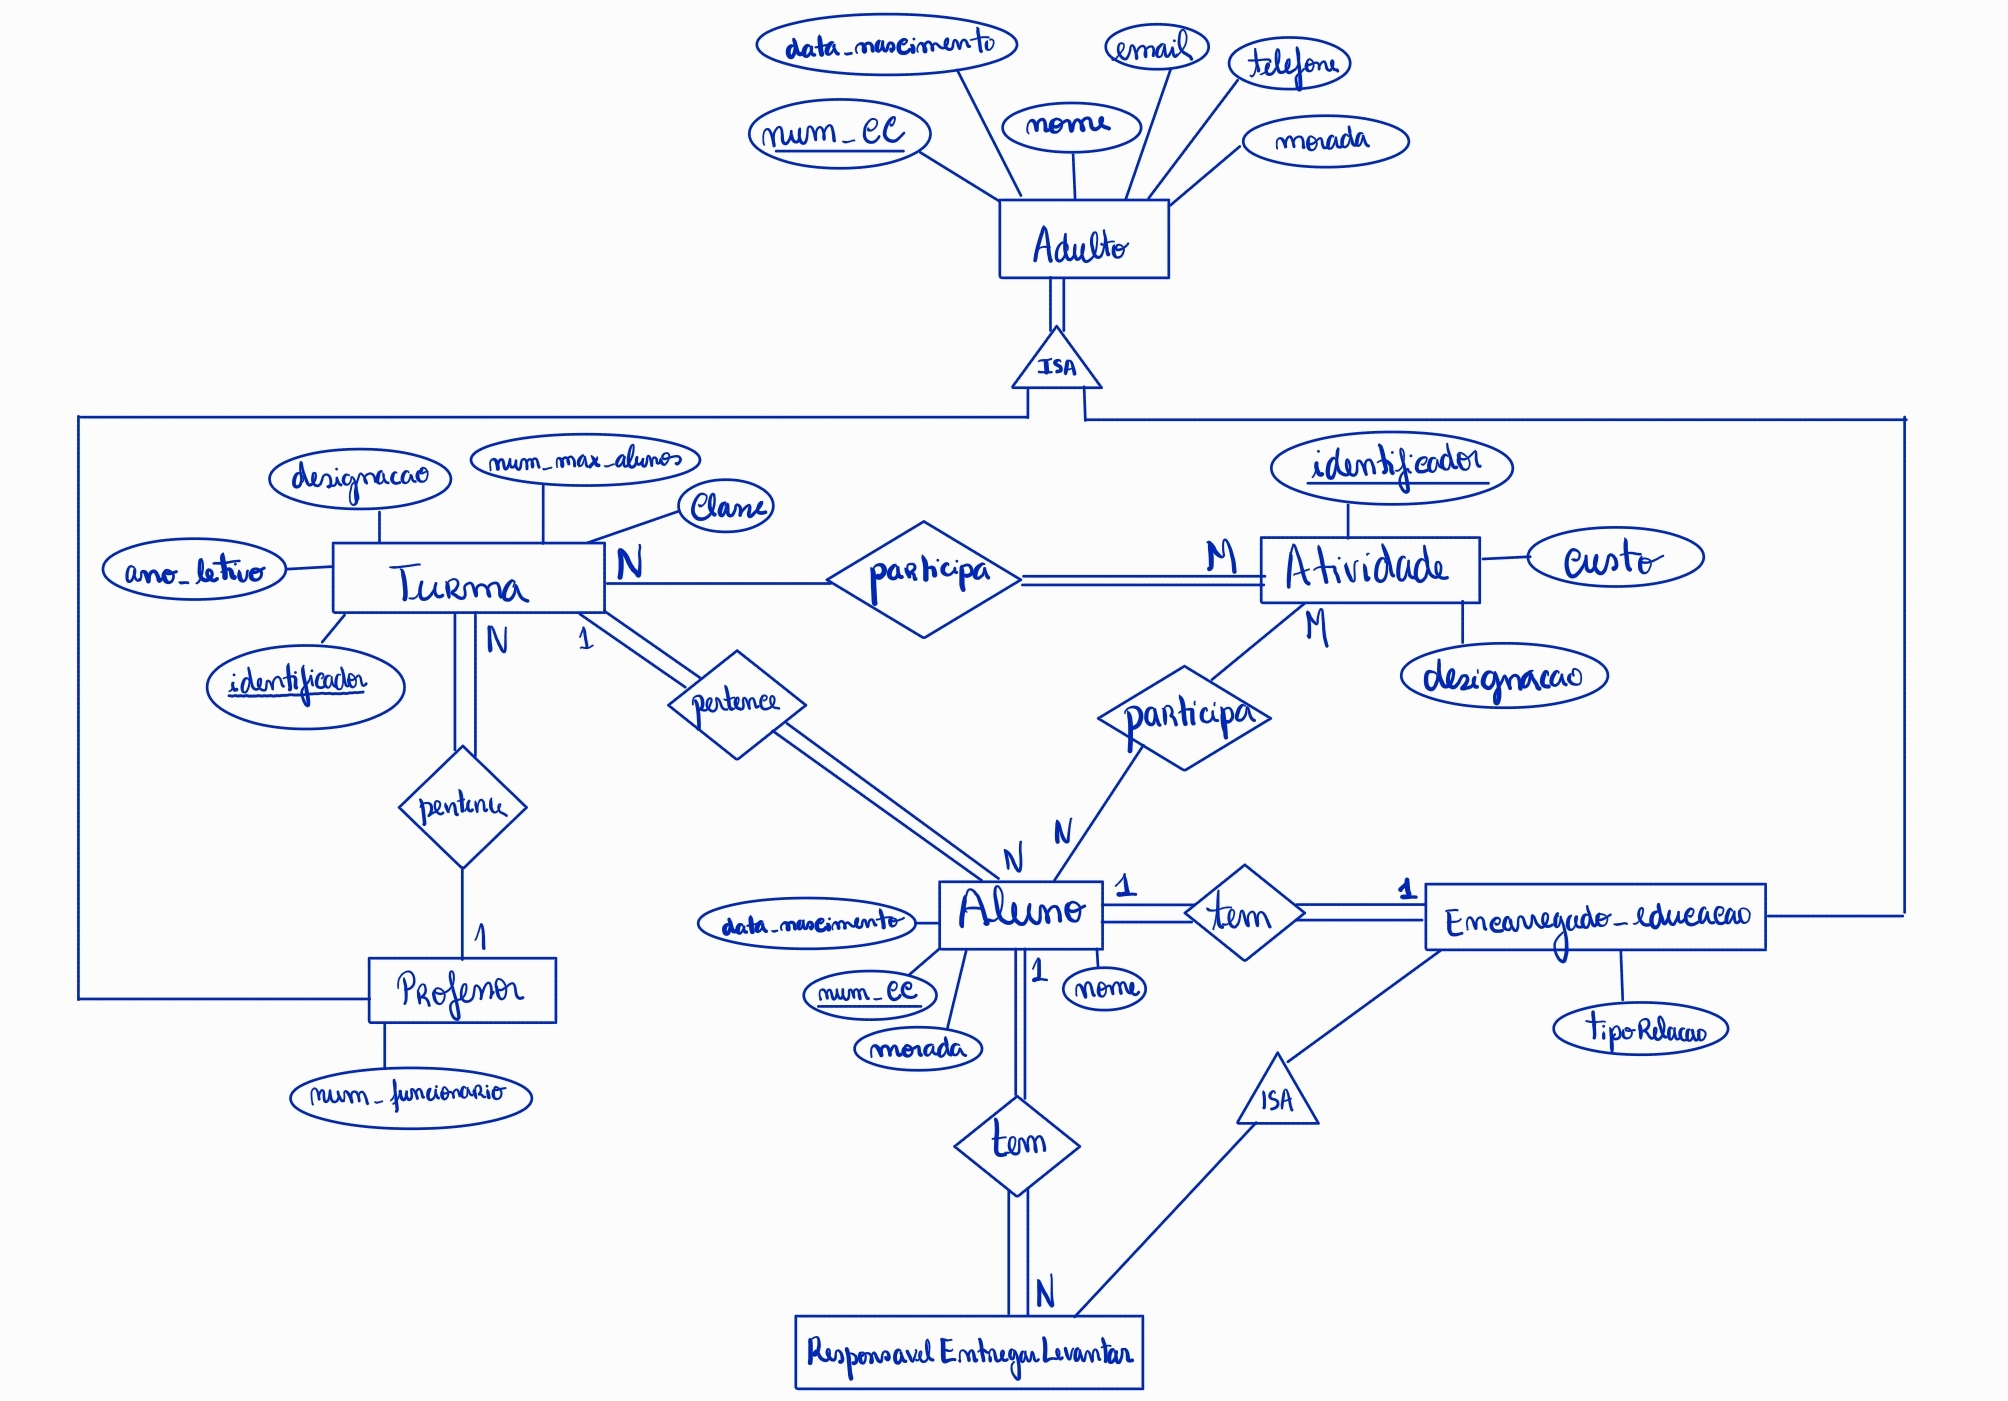 data_nascimento
email
telefone
num_CC
nome
morada
Adulto
ISA
designacao
num_max_alunos
Classe
identificador
ano_letivo
Turma
N
participa
M
Atividade
custo
identificador
N
1
pertence
participa
M
designacao
pertence
N
N
1
Aluno
1
tem
1
Encarregado_educacao
data_nascimento
num_CC
1
nome
morada
tipoRelacao
Professor
num_funcionario
ISA
tem
N
Responsavel Entregar Levantar